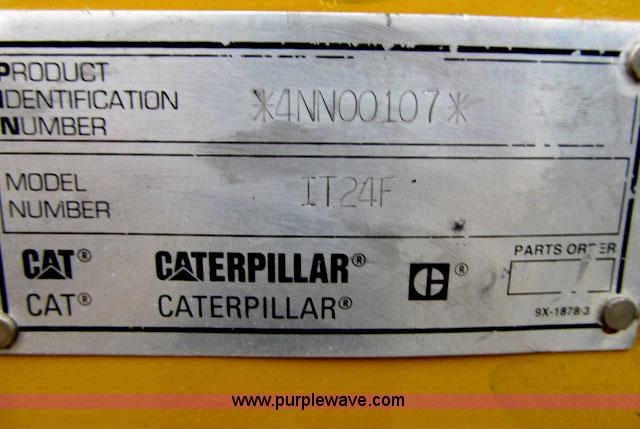 PRODUCT
IDENTIFICATION
NUMBER
*4NN00107*
MODEL
NUMBER
IT24F
CAT® CATERPILLAR® C® PARTS ORDER
CAT® CATERPILLAR®
9X-1878-3
www.purplewave.com